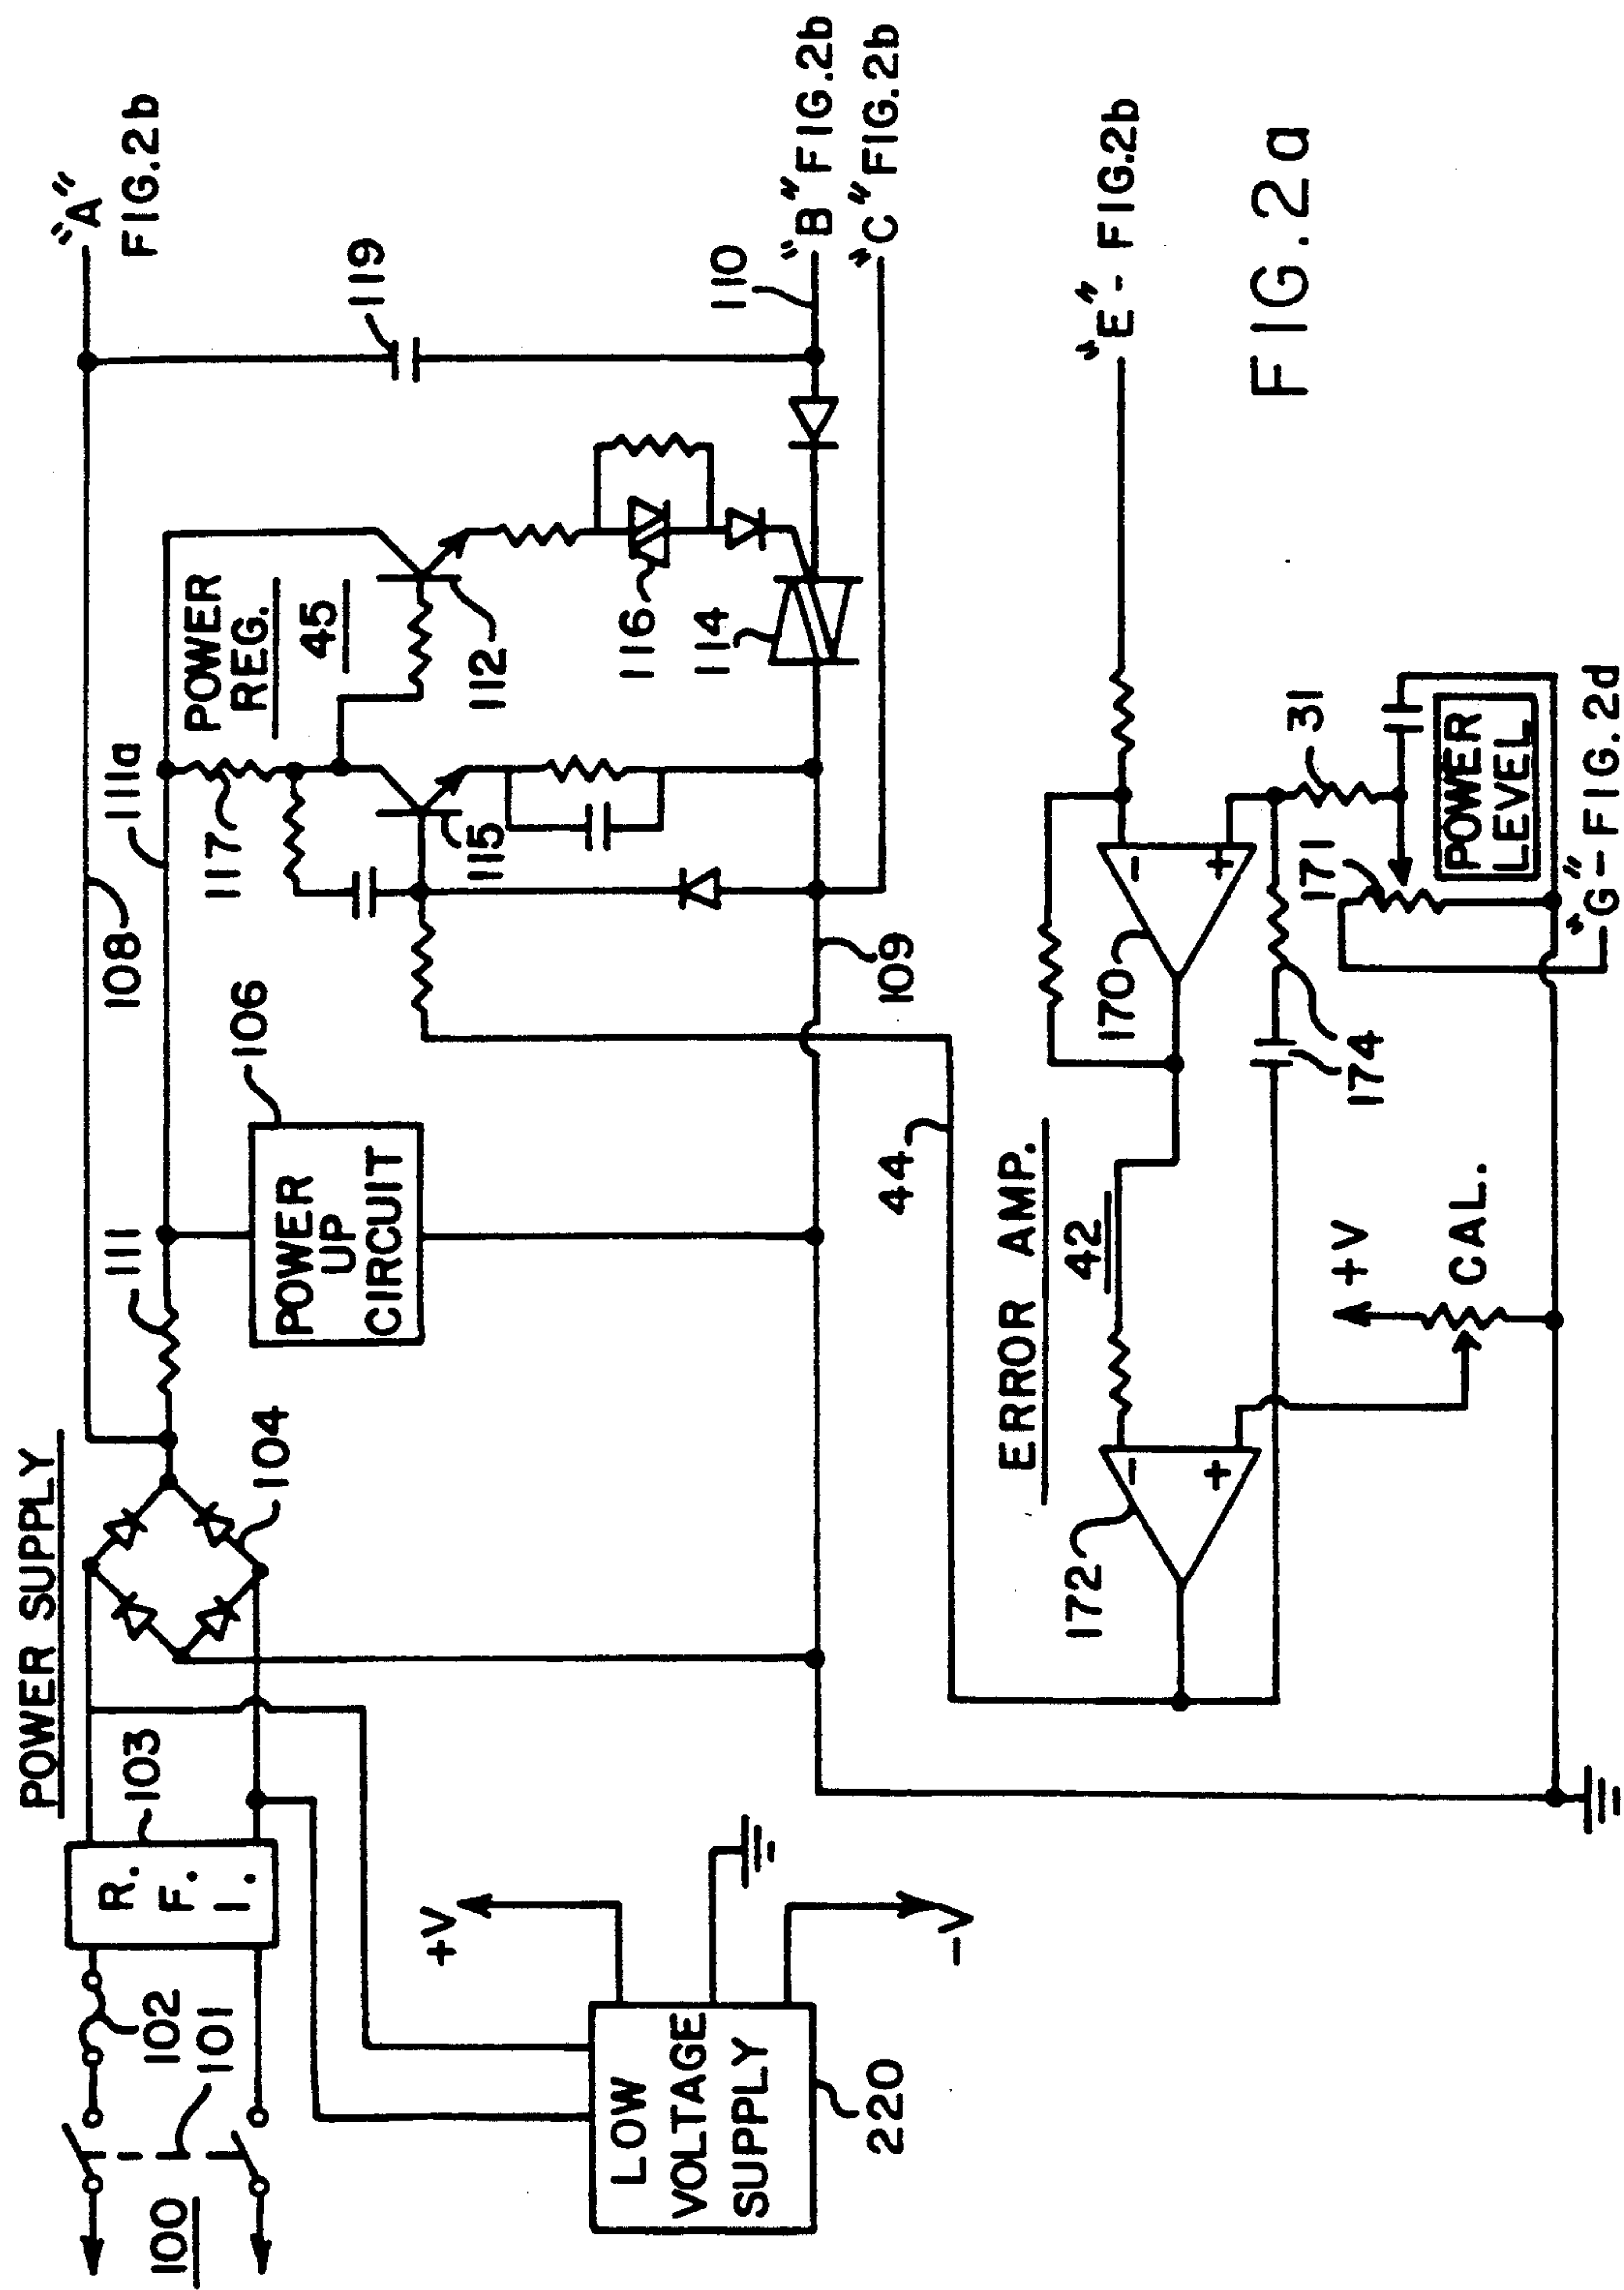 POWER SUPPLY
100
101
102
103
R.
F.
I.
104
111
108
111a
106
POWER
UP
CIRCUIT
117
POWER
REG.
45
115
112
116
114
119
"A"
FIG.2b
110
"B" FIG.2b
"C" FIG.2b
109
LOW
VOLTAGE
SUPPLY
220
+V
-V
44
ERROR AMP.
42
172
-
+
170
-
+
"E" - FIG.2b
+V
CAL.
174
171
31
POWER
LEVEL
"G" - FIG.2d
FIG.2a